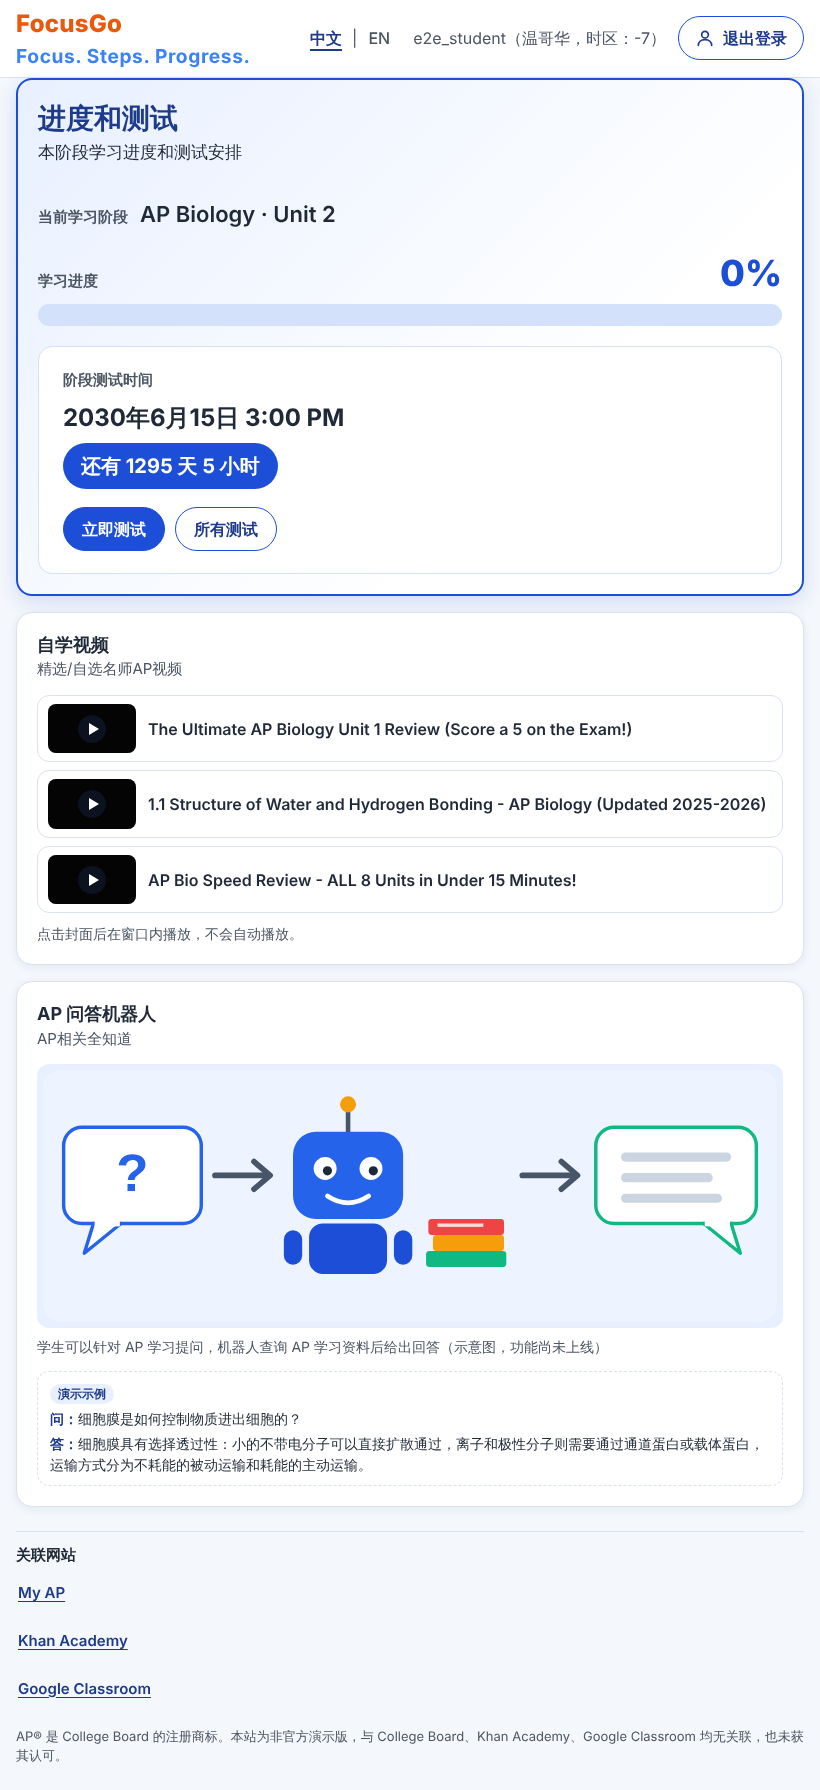 FocusGo
Focus. Steps. Progress.
中文 | EN e2e_student（温哥华，时区：-7） 退出登录
进度和测试
本阶段学习进度和测试安排
当前学习阶段 AP Biology · Unit 2
学习进度 0%
阶段测试时间
2030年6月15日 3:00 PM
还有 1295 天 5 小时
立即测试 所有测试
自学视频
精选/自选名师AP视频
The Ultimate AP Biology Unit 1 Review (Score a 5 on the Exam!)
1.1 Structure of Water and Hydrogen Bonding - AP Biology (Updated 2025-2026)
AP Bio Speed Review - ALL 8 Units in Under 15 Minutes!
点击封面后在窗口内播放，不会自动播放。
AP 问答机器人
AP相关全知道
?
学生可以针对 AP 学习提问，机器人查询 AP 学习资料后给出回答（示意图，功能尚未上线）
演示示例
问：细胞膜是如何控制物质进出细胞的？
答：细胞膜具有选择透过性：小的不带电分子可以直接扩散通过，离子和极性分子则需要通过通道蛋白或载体蛋白，
运输方式分为不耗能的被动运输和耗能的主动运输。
关联网站
My AP
Khan Academy
Google Classroom
AP® 是 College Board 的注册商标。本站为非官方演示版，与 College Board、Khan Academy、Google Classroom 均无关联，也未获
其认可。